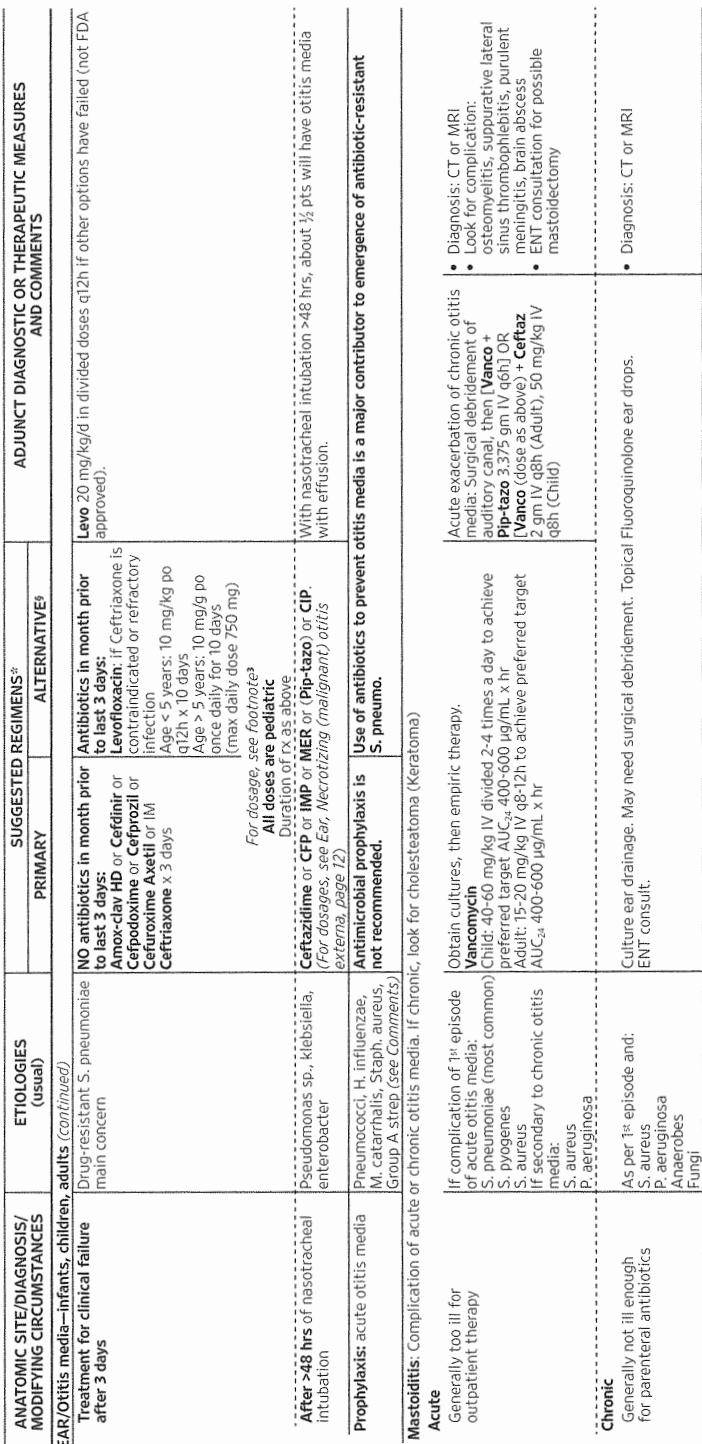 ANATOMIC SITE/DIAGNOSIS/
MODIFYING CIRCUMSTANCES
ETIOLOGIES
(usual)
SUGGESTED REGIMENS*
PRIMARY
ALTERNATIVE§
ADJUNCT DIAGNOSTIC OR THERAPEUTIC MEASURES
AND COMMENTS
EAR/Otitis media—infants, children, adults (continued)
Treatment for clinical failure
after 3 days
Drug-resistant S. pneumoniae
main concern
NO antibiotics in month prior
to last 3 days:
Amox-clav HD or Cefdinir or
Cefpodoxime or Cefprozil or
Cefuroxime Axetil or IM
Ceftriaxone x 3 days
Antibiotics in month prior
to last 3 days:
Levofloxacin: if Ceftriaxone is
contraindicated or refractory
infection
Age < 5 years: 10 mg/kg po
q12h x 10 days
Age > 5 years: 10 mg/g po
once daily for 10 days
(max daily dose 750 mg)
For dosage, see footnote³
All doses are pediatric
Duration of rx as above
Levo 20 mg/kg/d in divided doses q12h if other options have failed (not FDA
approved).
After >48 hrs of nasotracheal
intubation
Pseudomonas sp., klebsiella,
enterobacter
Ceftazidime or CFP or IMP or MER or (Pip-tazo) or CIP.
(For dosages, see Ear, Necrotizing (malignant) otitis
externa, page 12)
With nasotracheal intubation >48 hrs, about ½ pts will have otitis media
with effusion.
Prophylaxis: acute otitis media
Pneumococci, H. influenzae,
M. catarrhalis, Staph. aureus,
Group A strep (see Comments)
Antimicrobial prophylaxis is
not recommended.
Use of antibiotics to prevent otitis media is a major contributor to emergence of antibiotic-resistant
S. pneumo.
Mastoiditis: Complication of acute or chronic otitis media. If chronic, look for cholesteatoma (Keratoma)
Acute
Generally too ill for
outpatient therapy
If complication of 1st episode
of acute otitis media:
S. pneumoniae (most common)
S. pyogenes
S. aureus
If secondary to chronic otitis
media:
S. aureus
P. aeruginosa
Obtain cultures, then empiric therapy.
Vancomycin
Child: 40-60 mg/kg IV divided 2-4 times a day to achieve
preferred target AUC24 400-600 µg/mL x hr
Adult: 15-20 mg/kg IV q8-12h to achieve preferred target
AUC24 400-600 µg/mL x hr
Acute exacerbation of chronic otitis
media: Surgical debridement of
auditory canal, then [Vanco +
Pip-tazo 3.375 gm IV q6h] OR
[Vanco (dose as above) + Ceftaz
2 gm IV q8h (Adult), 50 mg/kg IV
q8h (Child)
• Diagnosis: CT or MRI
• Look for complication:
osteomyelitis, suppurative lateral
sinus thrombophlebitis, purulent
meningitis, brain abscess
• ENT consultation for possible
mastoidectomy
Chronic
Generally not ill enough
for parenteral antibiotics
As per 1st episode and:
S. aureus
P. aeruginosa
Anaerobes
Fungi
Culture ear drainage. May need surgical debridement. Topical Fluoroquinolone ear drops.
ENT consult.
• Diagnosis: CT or MRI